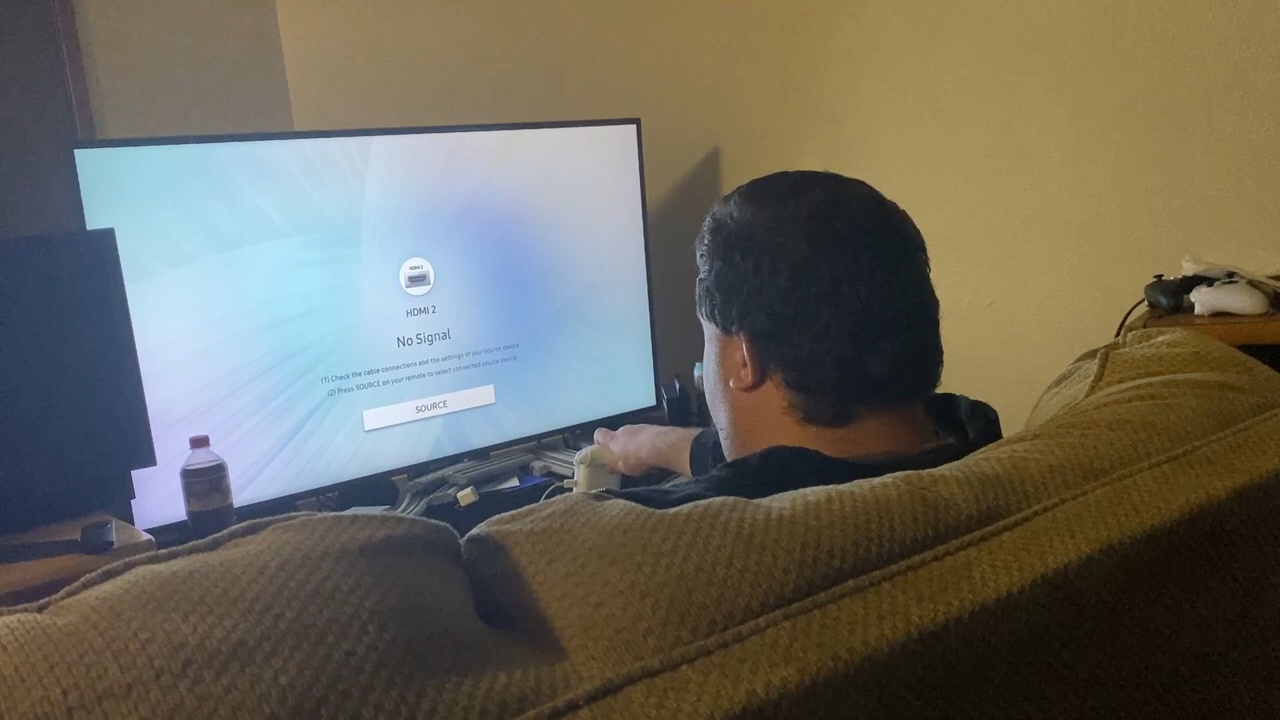 HDMI 2
HDMI 2
No Signal
(1) Check the cable connections and the settings of your source device.
(2) Press SOURCE on your remote to select connected source device.
SOURCE